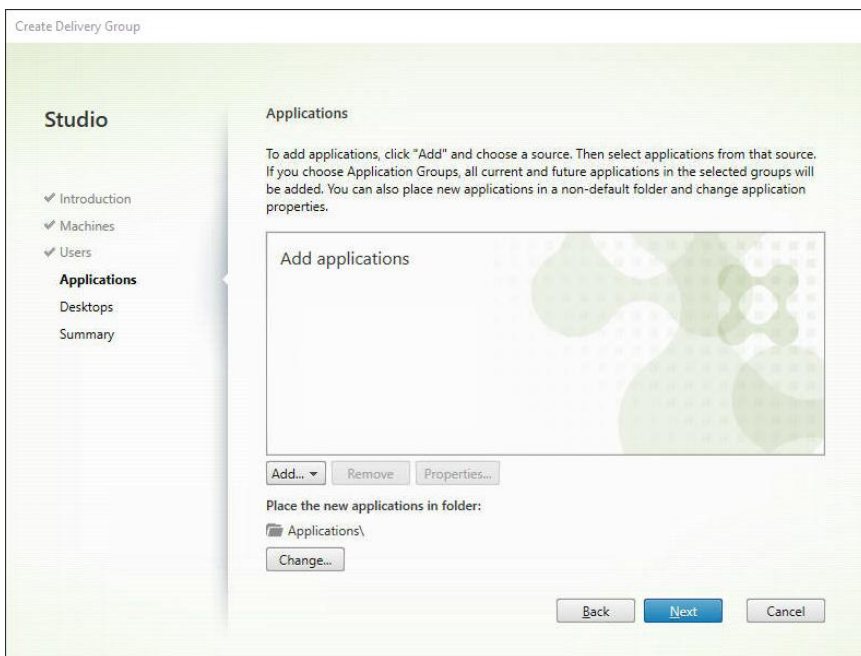 Create Delivery Group
Studio
Introduction
Machines
Users
Applications
Desktops
Summary
Applications
To add applications, click "Add" and choose a source. Then select applications from that source.
If you choose Application Groups, all current and future applications in the selected groups will
be added. You can also place new applications in a non-default folder and change application
properties.
Add applications
Add...
Remove
Properties...
Place the new applications in folder:
Applications\
Change...
Back
Next
Cancel